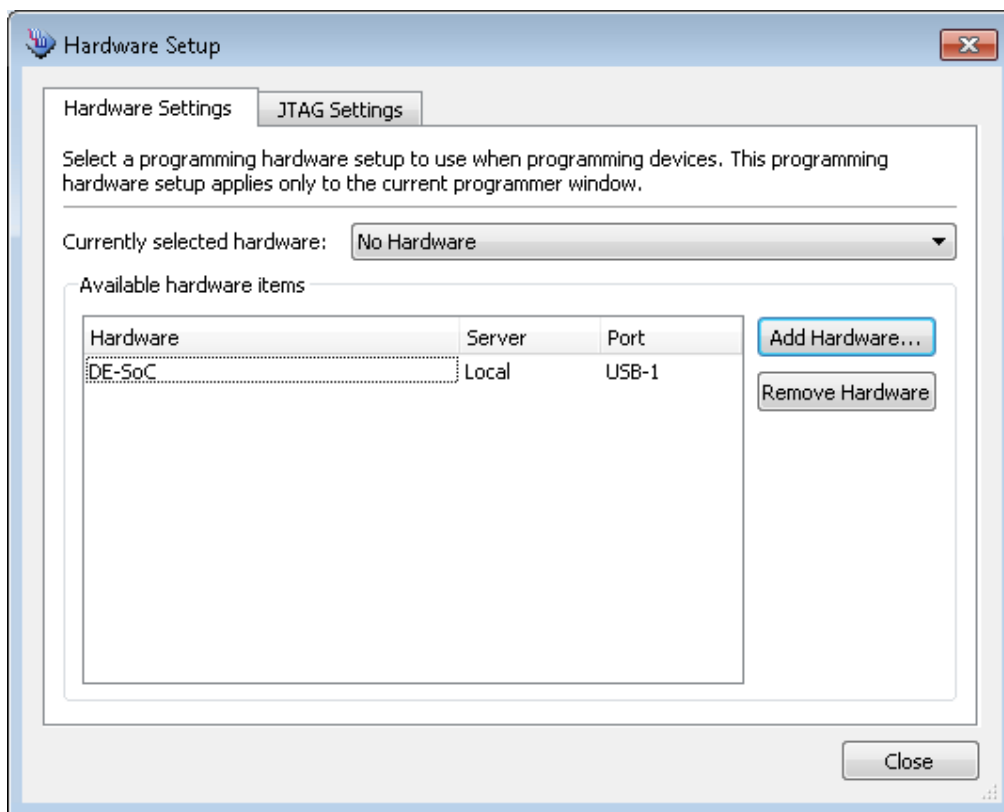 Hardware Setup
Hardware Settings
JTAG Settings
Select a programming hardware setup to use when programming devices. This programming
hardware setup applies only to the current programmer window.
Currently selected hardware:
No Hardware
Available hardware items
Hardware
Server
Port
Add Hardware...
DE-SoC
Local
USB-1
Remove Hardware
Close